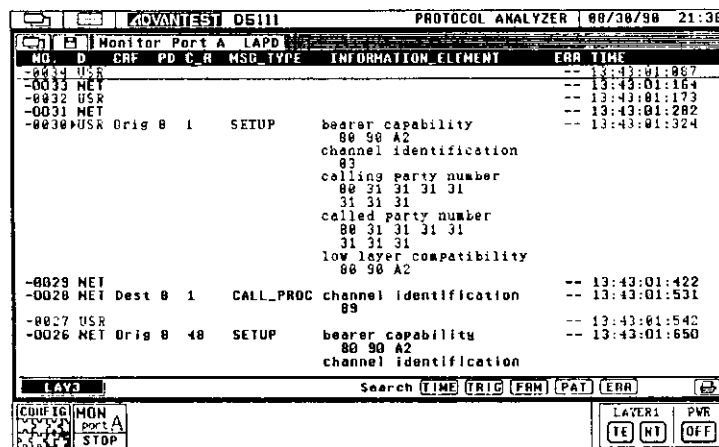 ADVANTEST D5111 PROTOCOL ANALYZER 08/30/90 21:38
Monitor Port A LAPD
NO. D CRF PD C_R MSG_TYPE INFORMATION_ELEMENT ERR TIME
-0034 USR -- 13:43:01:087
-0033 NET -- 13:43:01:164
-0032 USR -- 13:43:01:173
-0031 NET -- 13:43:01:282
-0030 USR Orig 8 1 SETUP bearer capability -- 13:43:01:324
80 90 A2
channel identification
83
calling party number
80 31 31 31 31
31 31 31
called party number
80 31 31 31 31
31 31 31
low layer compatibility
80 90 A2
-0029 NET -- 13:43:01:422
-0028 NET Dest 8 1 CALL_PROC channel identification -- 13:43:01:531
89
-0027 USR -- 13:43:01:542
-0026 NET Orig 8 48 SETUP bearer capability -- 13:43:01:650
80 90 A2
channel identification
LAY3 Search TIME TRIG FRM PAT ERR
CONFIG MON LAYER1 PWR
port A TE NT OFF
STOP